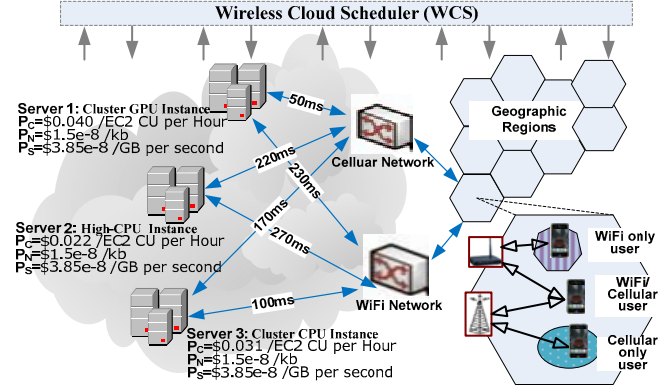 Wireless Cloud Scheduler (WCS)
Server 1: Cluster GPU Instance
PC=$0.040 /EC2 CU per Hour
PN=$1.5e-8 /kb
PS=$3.85e-8 /GB per second
50ms
220ms
230ms
170ms
270ms
100ms
Celluar Network
Geographic
Regions
Server 2: High-CPU Instance
PC=$0.022 /EC2 CU per Hour
PN=$1.5e-8 /kb
PS=$3.85e-8 /GB per second
WiFi Network
WiFi only
user
WiFi/
Cellular
user
Cellular
only user
Server 3: Cluster CPU Instance
PC=$0.031 /EC2 CU per Hour
PN=$1.5e-8 /kb
PS=$3.85e-8 /GB per second